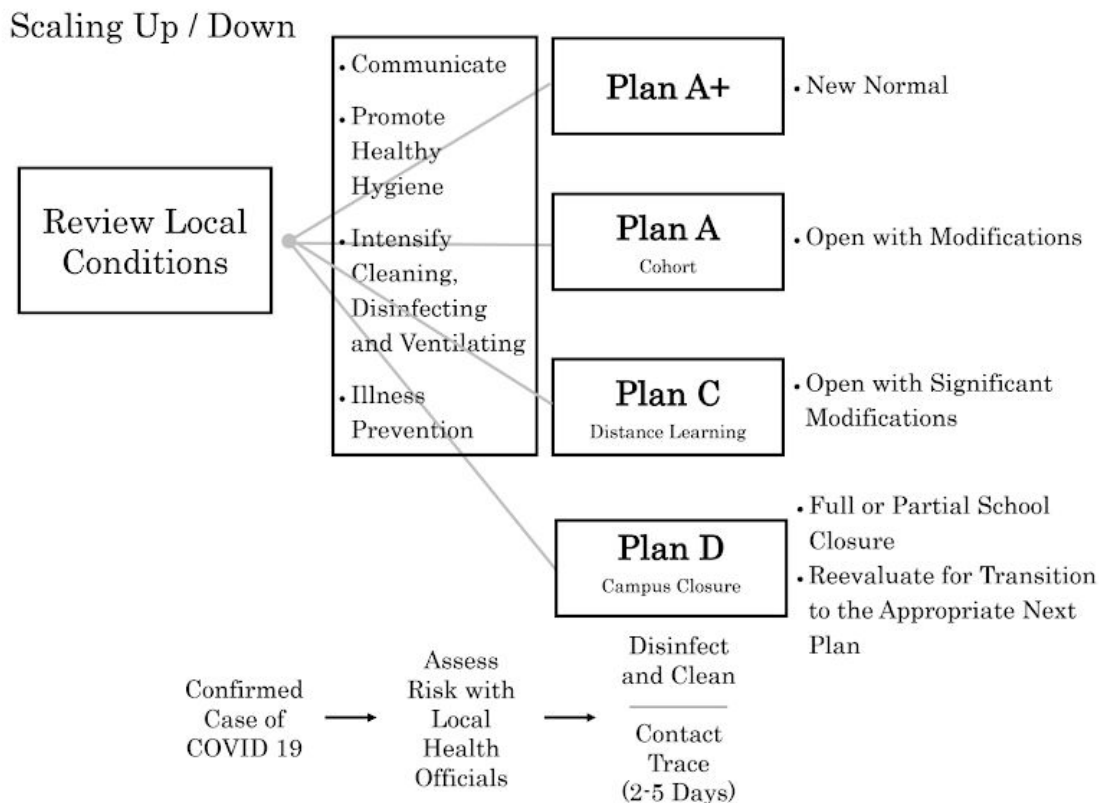 Scaling Up / Down
Review Local
Conditions
• Communicate
• Promote
Healthy
Hygiene
• Intensify
Cleaning,
Disinfecting
and Ventilating
• Illness
Prevention
Plan A+
• New Normal
Plan A
Cohort
• Open with Modifications
Plan C
Distance Learning
• Open with Significant
Modifications
Plan D
Campus Closure
• Full or Partial School
Closure
• Reevaluate for Transition
to the Appropriate Next
Plan
Confirmed
Case of
COVID 19
Assess
Risk with
Local
Health
Officials
Disinfect
and Clean
Contact
Trace
(2-5 Days)